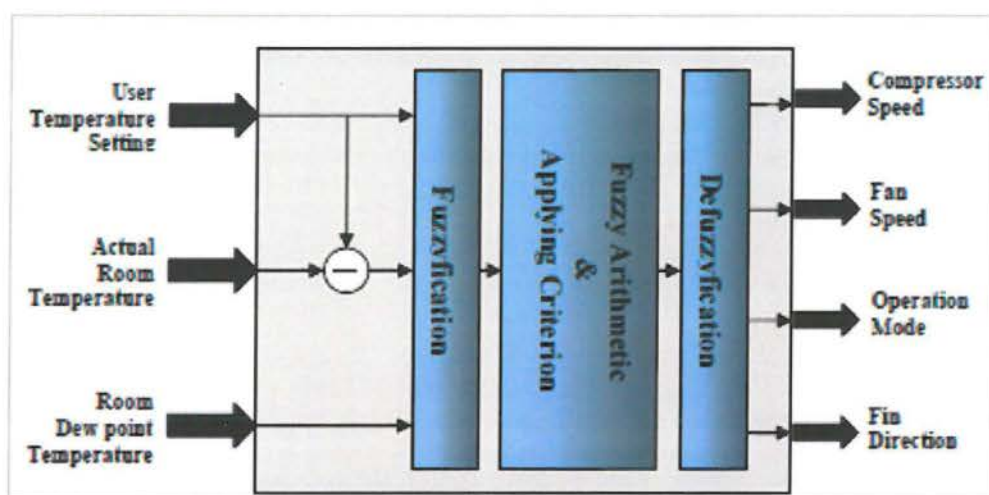 User
Temperature
Setting
Actual
Room
Temperature
Room
Dew point
Temperature
Fuzzyfication
Fuzzy Arithmetic
&
Applying Criterion
Defuzzyfication
Compressor
Speed
Fan
Speed
Operation
Mode
Fin
Direction